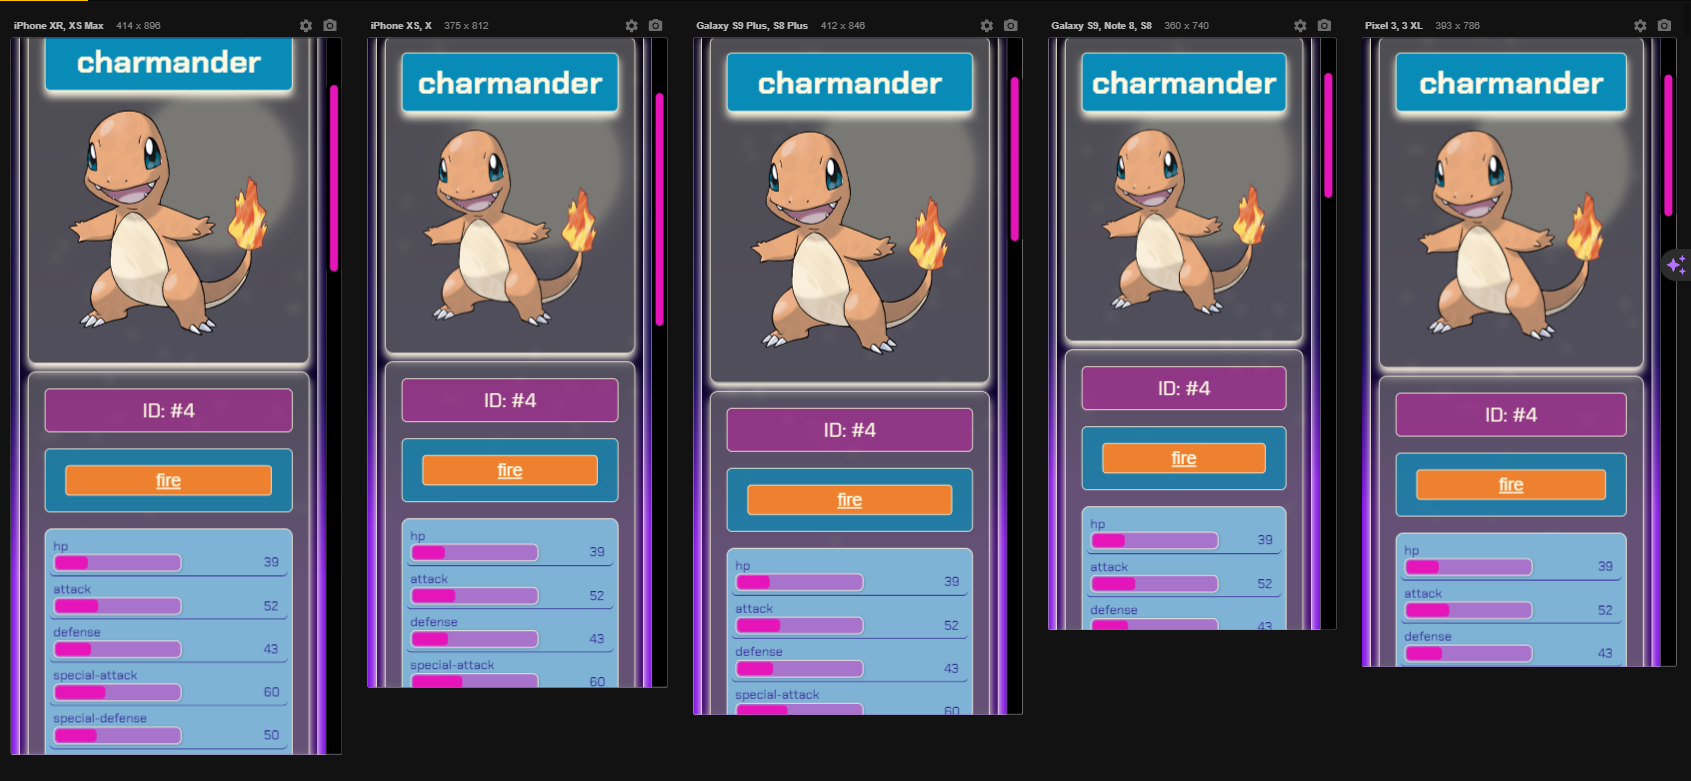 iPhone XR, XS Max 414 x 896
charmander
ID: #4
fire
hp 39
attack 52
defense 43
special-attack 60
special-defense 50
iPhone XS, X 375 x 812
charmander
ID: #4
fire
hp 39
attack 52
defense 43
special-attack 60
Galaxy S9 Plus, S8 Plus 412 x 846
charmander
ID: #4
fire
hp 39
attack 52
defense 43
special-attack 60
Galaxy S9, Note 8, S8 360 x 740
charmander
ID: #4
fire
hp 39
attack 52
defense 43
Pixel 3, 3 XL 393 x 786
charmander
ID: #4
fire
hp 39
attack 52
defense 43